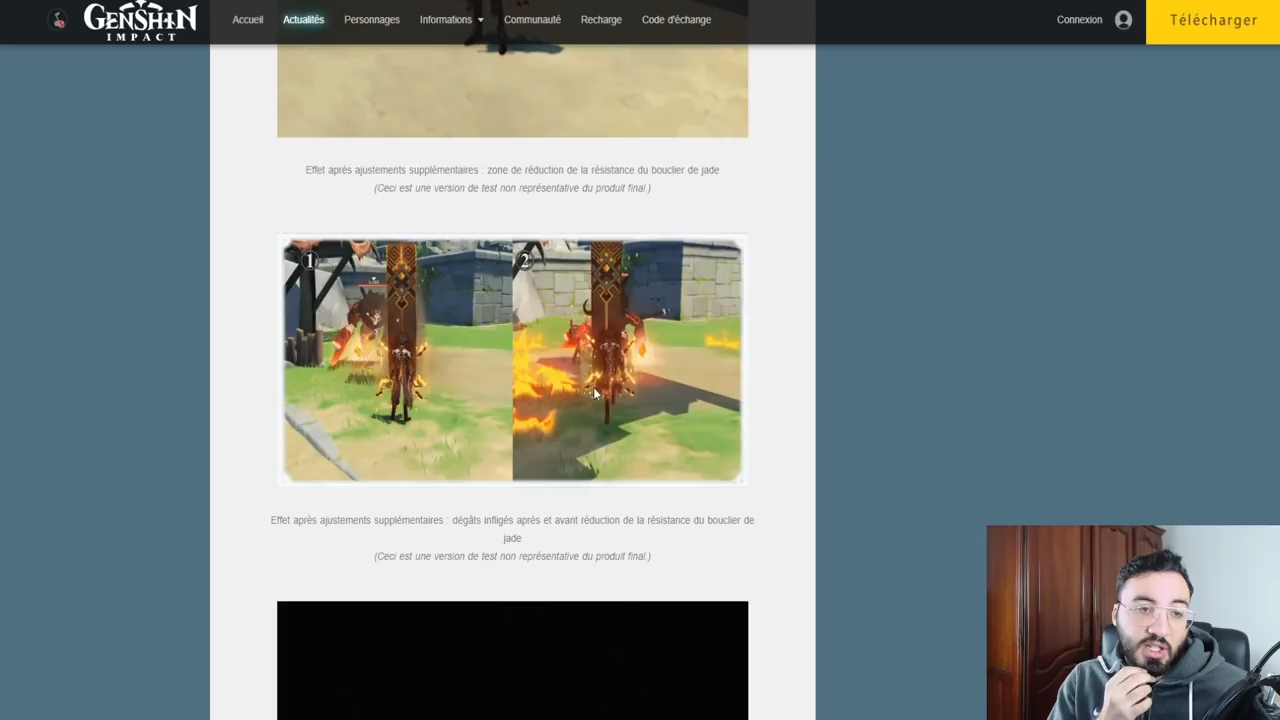 GENSHIN
IMPACT
Accueil
Actualités
Personnages
Informations
Communauté
Recharge
Code d'échange
Connexion
Télécharger
Effet après ajustements supplémentaires : zone de réduction de la résistance du bouclier de jade
(Ceci est une version de test non représentative du produit final.)
1
2
Effet après ajustements supplémentaires : dégâts infligés après et avant réduction de la résistance du bouclier de
jade
(Ceci est une version de test non représentative du produit final.)